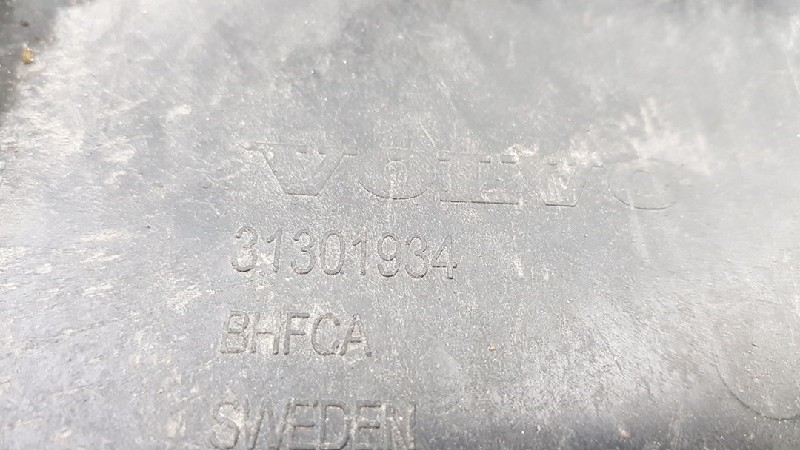 VOLVO
31301934
BHFCA
SWEDEN